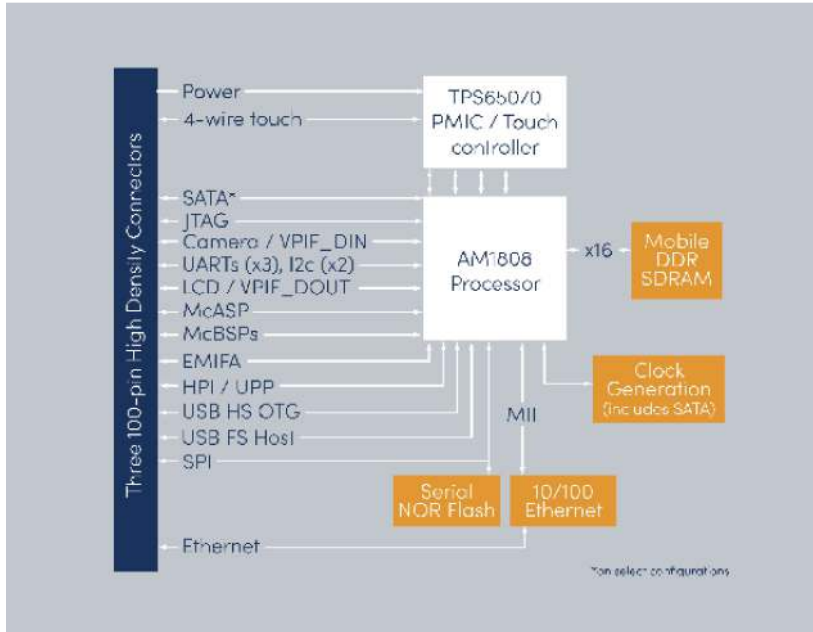 Three 100-pin High Density Connectors
Power
4-wire touch
TPS65070
PMIC / Touch
controller
SATA*
JTAG
Camera / VPIF_DIN
UARTs (x3), I2c (x2)
LCD / VPIF_DOUT
McASP
McBSPs
EMIFA
HPI / UPP
USB HS OTG
USB FS Host
SPI
Ethernet
AM1808
Processor
x16
Mobile
DDR
SDRAM
Clock
Generation
(includes SATA)
MII
Serial
NOR Flash
10/100
Ethernet
*on select configurations